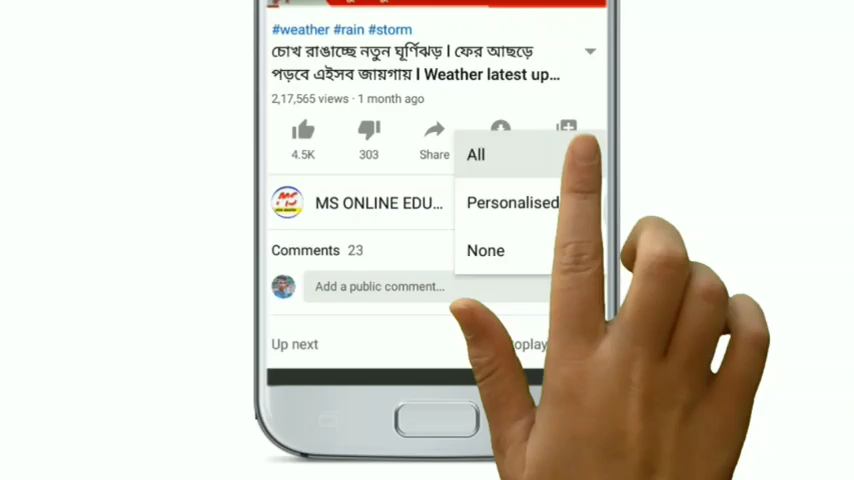 #weather #rain #storm
চোখ রাঙাচ্ছে নতুন ঘূর্ণিঝড় l ফের আছড়ে
পড়বে এইসব জায়গায় l Weather latest up...
2,17,565 views · 1 month ago
4.5K 303 Share
All
Personalised
None
MS ONLINE EDU...
Comments 23
Add a public comment...
Up next